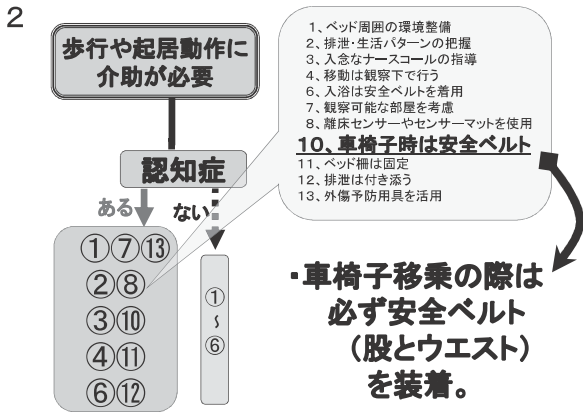 2
歩行や起居動作に
介助が必要
認知症
ある
ない
①⑦⑬
②⑧
③⑩
④⑪
⑥⑫
①
~
⑥
1、ベッド周囲の環境整備
2、排泄・生活パターンの把握
3、入念なナースコールの指導
4、移動は観察下で行う
6、入浴は安全ベルトを着用
7、観察可能な部屋を考慮
8、離床センサーやセンサーマットを使用
10、車椅子時は安全ベルト
11、ベッド柵は固定
12、排泄は付き添う
13、外傷予防用具を活用
・車椅子移乗の際は
必ず安全ベルト
(股とウエスト)
を装着。